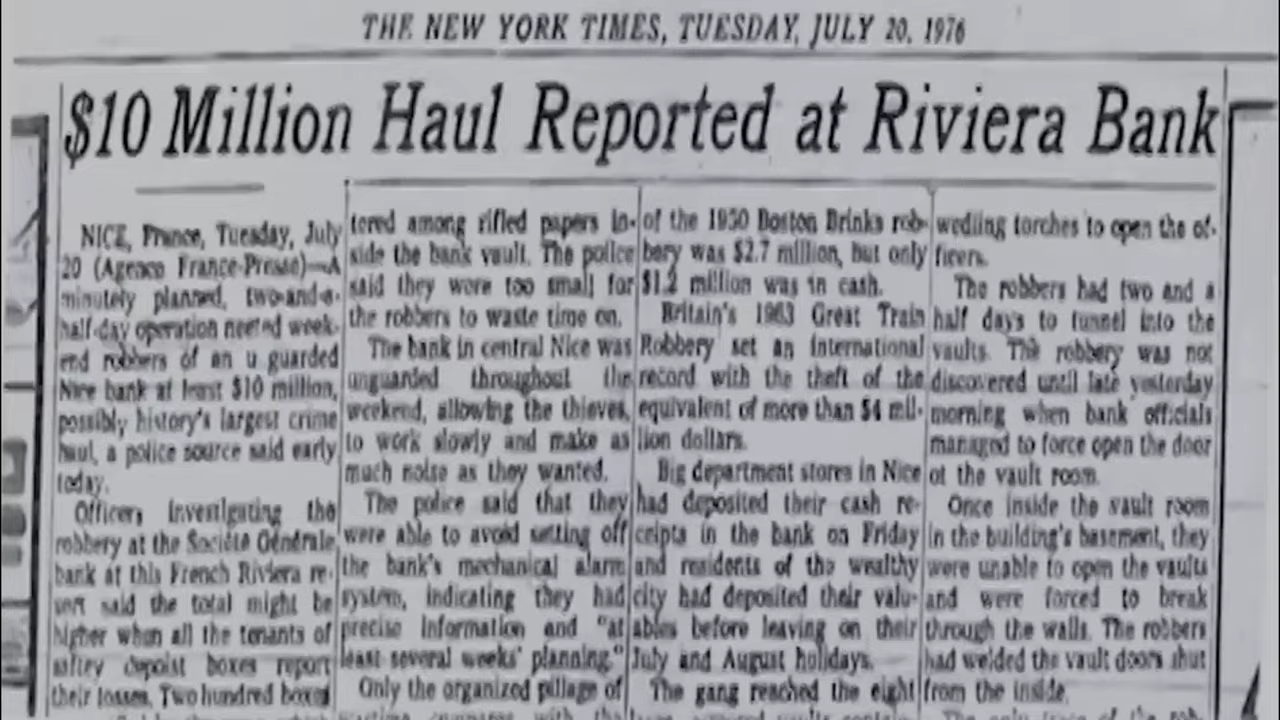 THE NEW YORK TIMES, TUESDAY, JULY 20, 1976
$10 Million Haul Reported at Riviera Bank
NICE, France, Tuesday, July
20 (Agence France-Presse)—A
minutely planned, two-and-a-
half-day operation netted week-
end robbers of an u guarded
Nice bank at least $10 million,
possibly history's largest crime
haul, a police source said early
today.
Officers investigating the
robbery at the Société Générale
bank at this French Riviera re-
sort said the total might be
higher when all the tenants of
safety deposit boxes report
their losses. Two hundred boxes
tered among rifled papers in-
side the bank vault. The police
said they were too small for
the robbers to waste time on.
The bank in central Nice was
unguarded throughout the
weekend, allowing the thieves
to work slowly and make as
much noise as they wanted.
The police said that they
were able to avoid setting off
the bank's mechanical alarm
system, indicating they had
precise information and "at
least several weeks' planning."
Only the organized pillage of
wartime compares with the
of the 1950 Boston Brinks rob-
bery was $2.7 million, but only
$1.2 million was in cash.
Britain's 1963 Great Train
Robbery set an international
record with the theft of the
equivalent of more than $4 mil-
lion dollars.
Big department stores in Nice
had deposited their cash re-
ceipts in the bank on Friday
and residents of the wealthy
city had deposited their valu-
ables before leaving on their
July and August holidays.
The gang reached the eight
wedling torches to open the of-
ficers.
The robbers had two and a
half days to tunnel into the
vaults. The robbery was not
discovered until late yesterday
morning when bank officials
managed to force open the door
of the vault room.
Once inside the vault room
in the building's basement, they
were unable to open the vaults
and were forced to break
through the walls. The robbers
had welded the vault doors shut
from the inside.